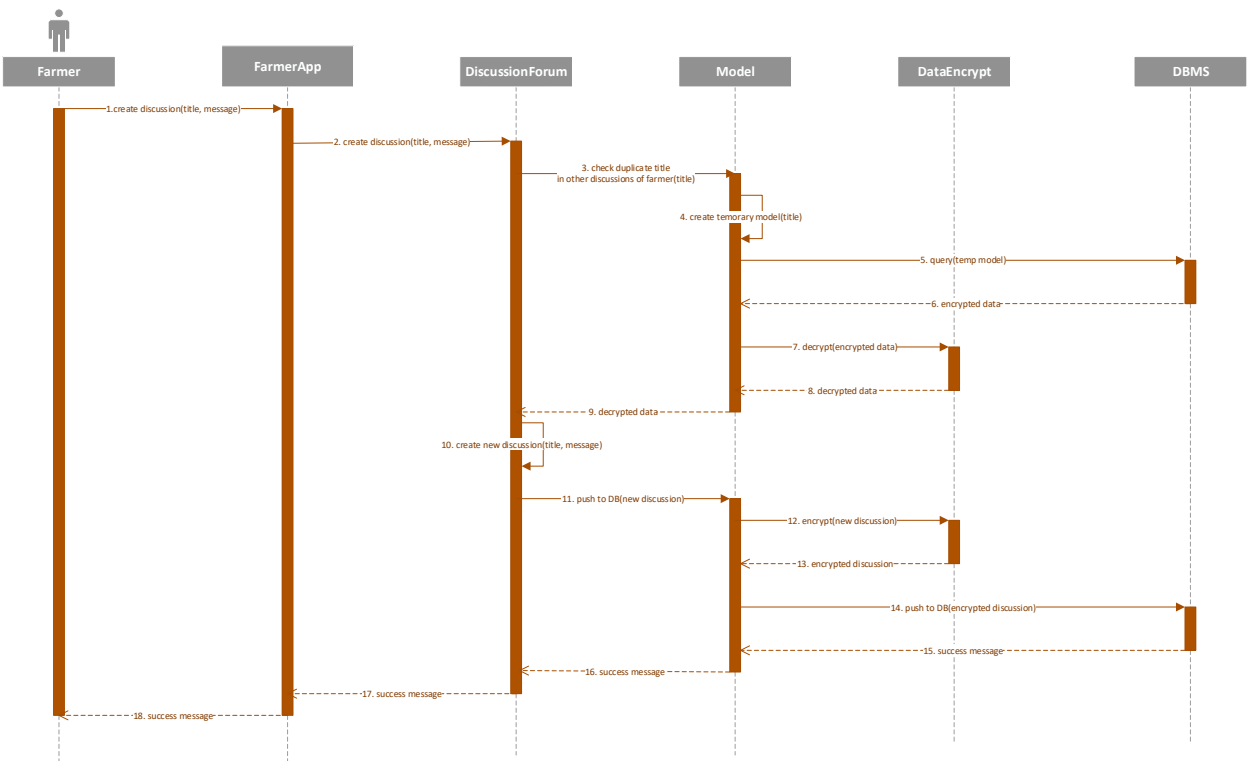 Farmer
FarmerApp
DiscussionForum
Model
DataEncrypt
DBMS
1.create discussion(title, message)
2. create discussion(title, message)
3. check duplicate title
in other discussions of farmer(title)
4. create temorary model(title)
5. query(temp model)
6. encrypted data
7. decrypt(encrypted data)
8. decrypted data
9. decrypted data
10. create new discussion(title, message)
11. push to DB(new discussion)
12. encrypt(new discussion)
13. encrypted discussion
14. push to DB(encrypted discussion)
15. success message
16. success message
17. success message
18. success message